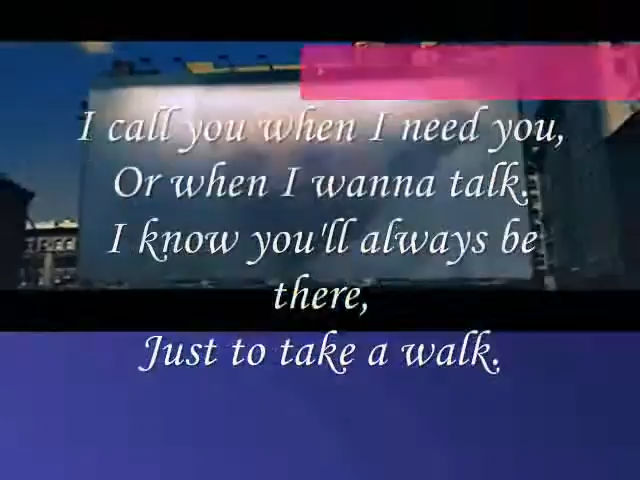 I call you when I need you,
Or when I wanna talk.
I know you'll always be
there,
Just to take a walk.